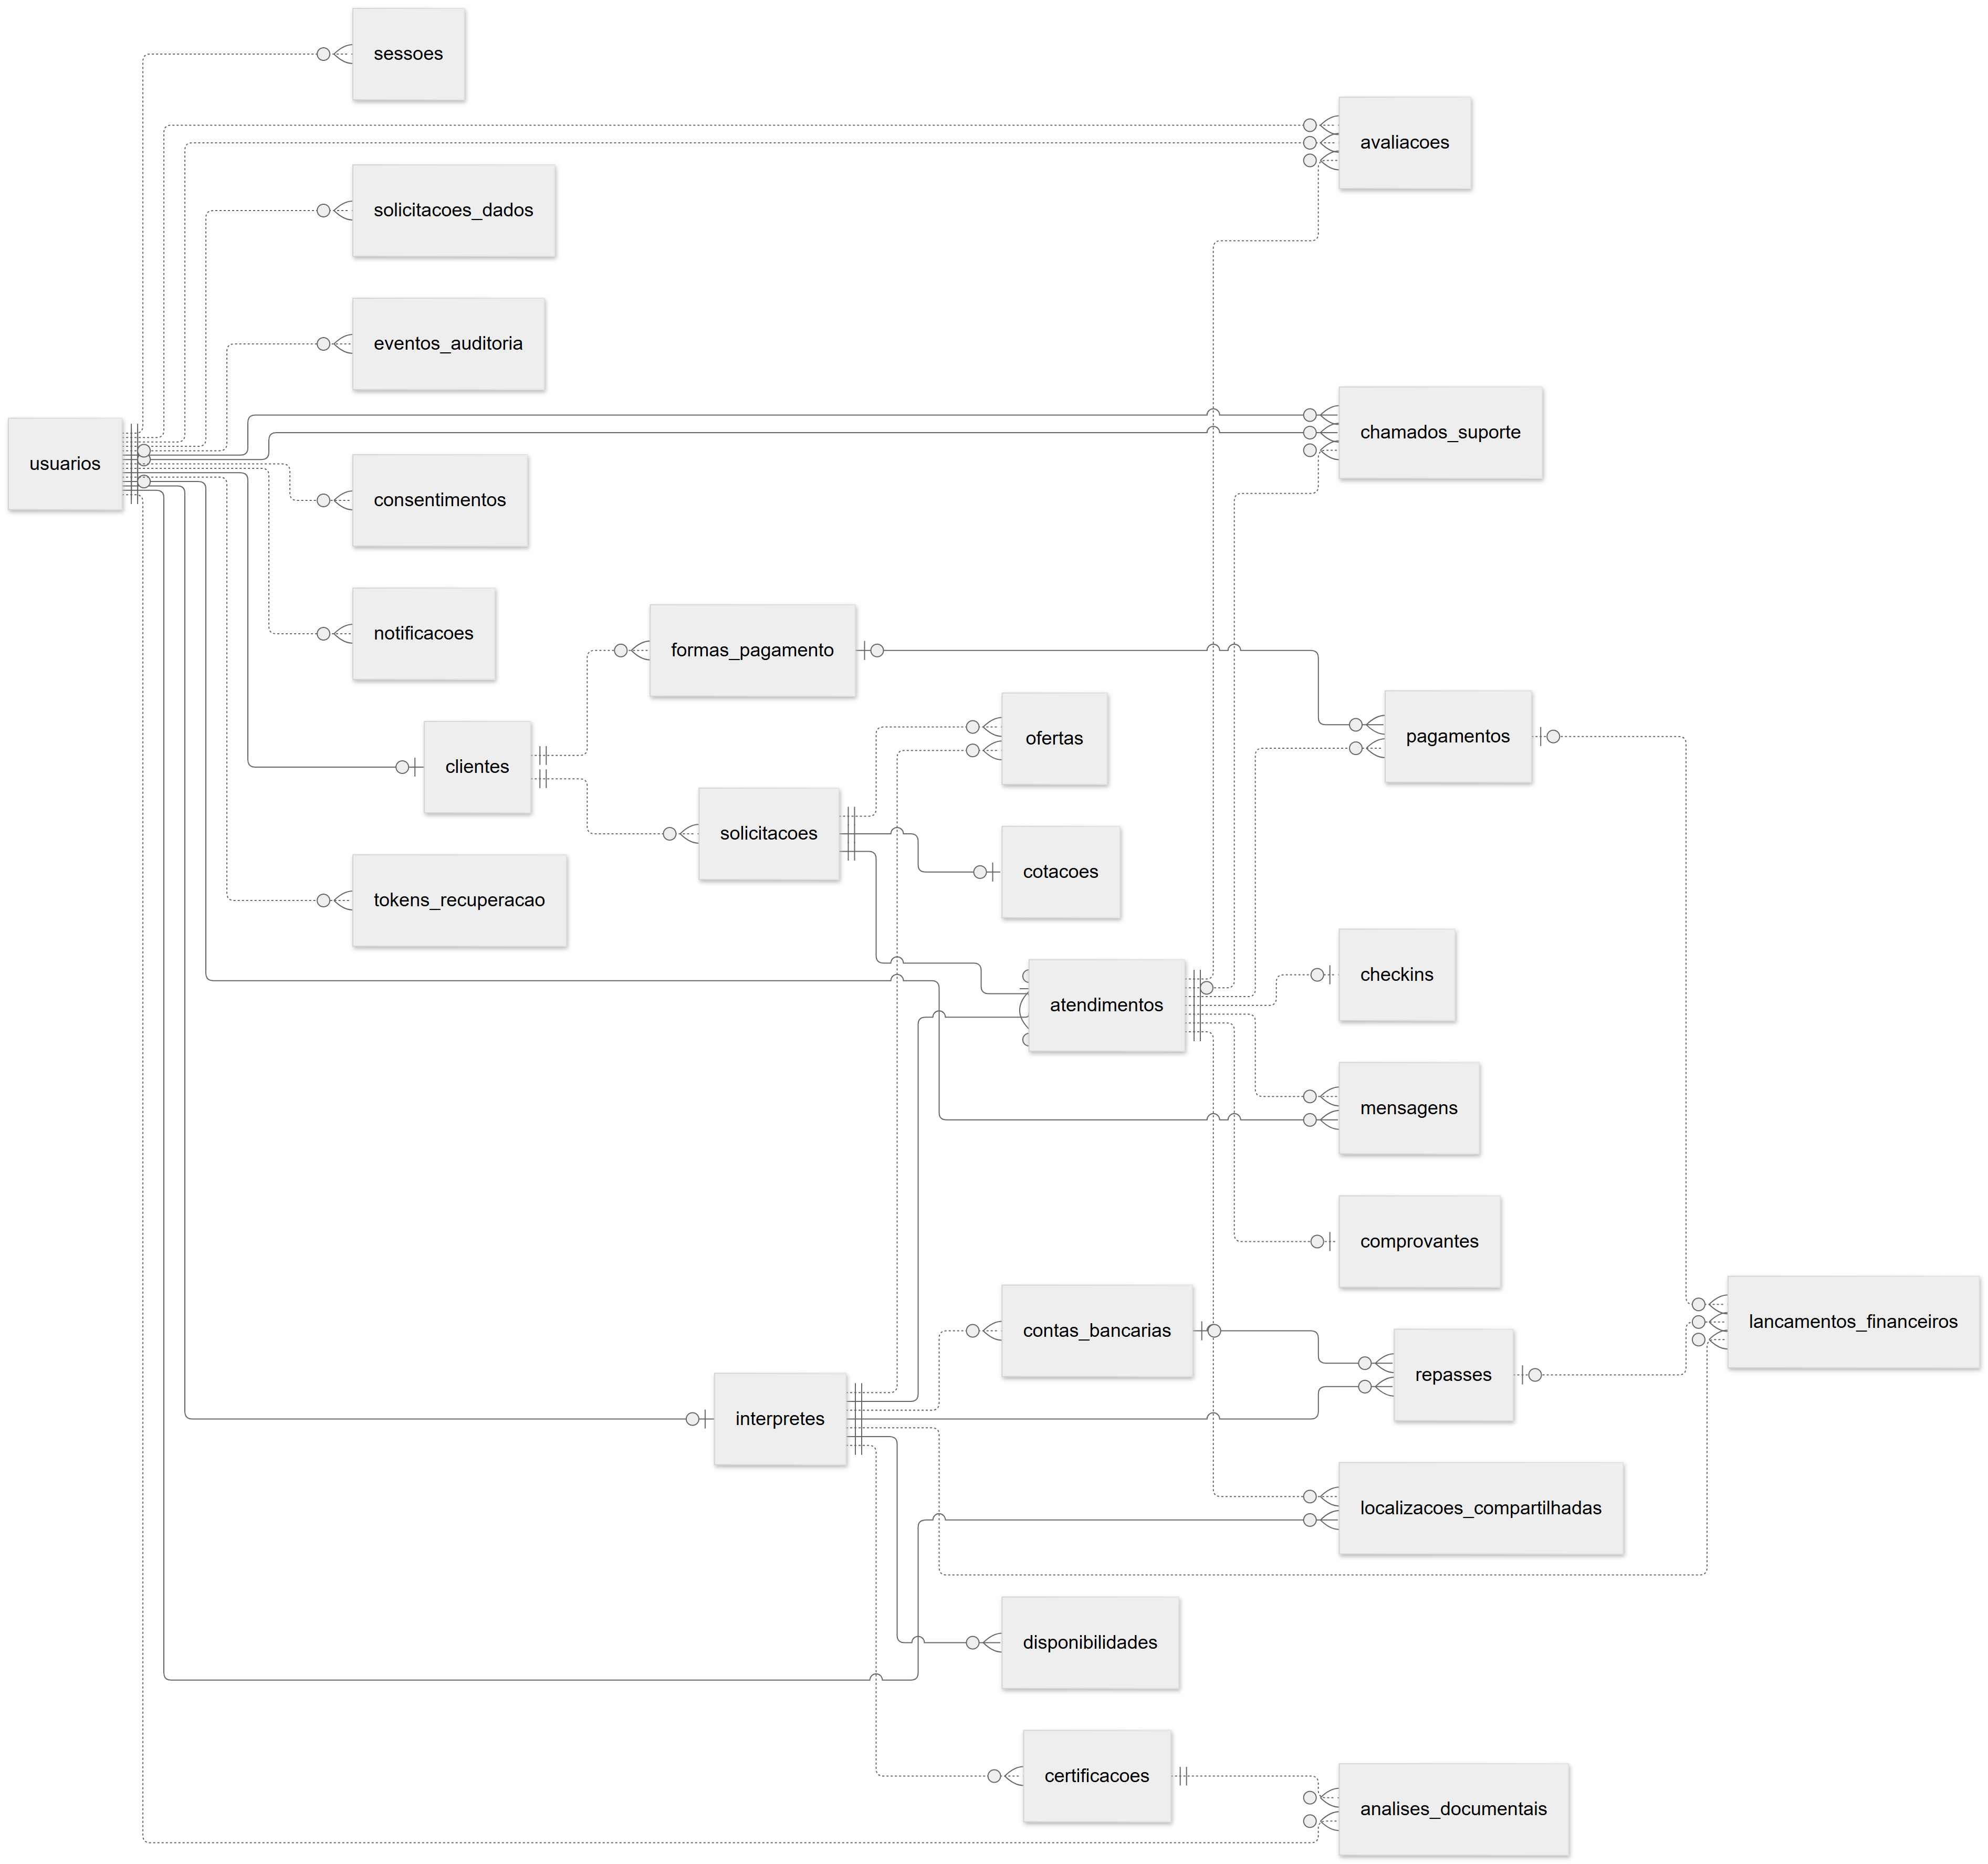 sessoes
avaliacoes
solicitacoes_dados
eventos_auditoria
chamados_suporte
usuarios
consentimentos
notificacoes
formas_pagamento
ofertas
pagamentos
clientes
solicitacoes
cotacoes
tokens_recuperacao
checkins
atendimentos
mensagens
comprovantes
contas_bancarias
lancamentos_financeiros
repasses
interpretes
localizacoes_compartilhadas
disponibilidades
certificacoes
analises_documentais